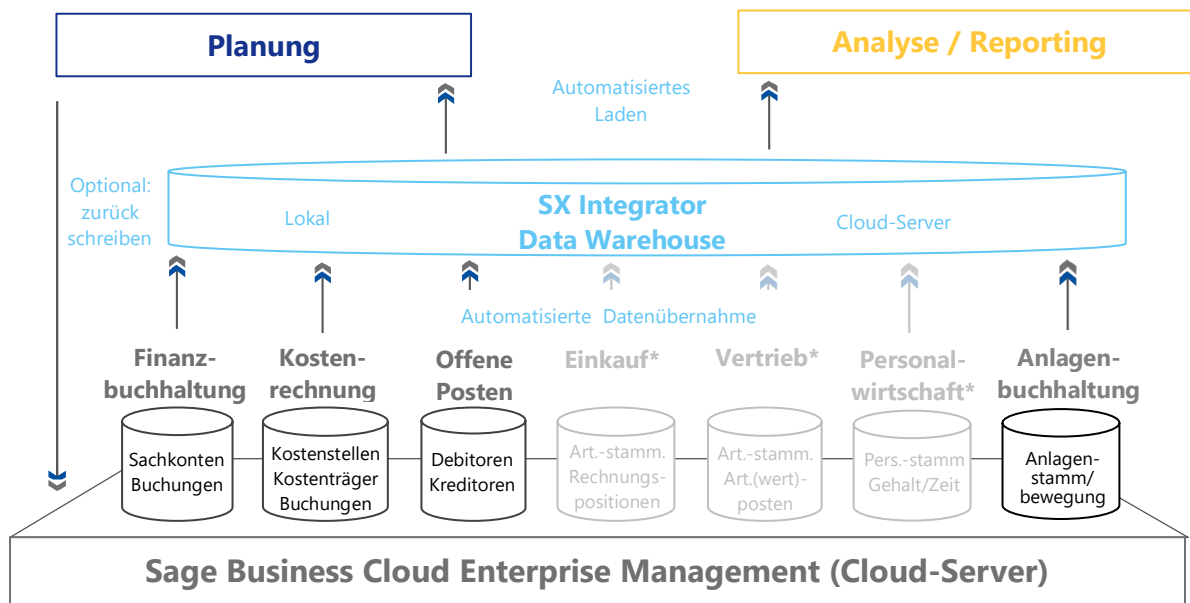 Planung
Analyse / Reporting
Automatisiertes
Laden
Optional:
zurück
schreiben
Lokal
SX Integrator
Data Warehouse
Cloud-Server
Automatisierte Datenübernahme
Finanz-
buchhaltung
Kosten-
rechnung
Offene
Posten
Einkauf*
Vertrieb*
Personal-
wirtschaft*
Anlagen-
buchhaltung
Sachkonten
Buchungen
Kostenstellen
Kostenträger
Buchungen
Debitoren
Kreditoren
Art.-stamm.
Rechnungs-
positionen
Art.-stamm.
Art.(wert)-
posten
Pers.-stamm
Gehalt/Zeit
Anlagen-
stamm/
bewegung
Sage Business Cloud Enterprise Management (Cloud-Server)